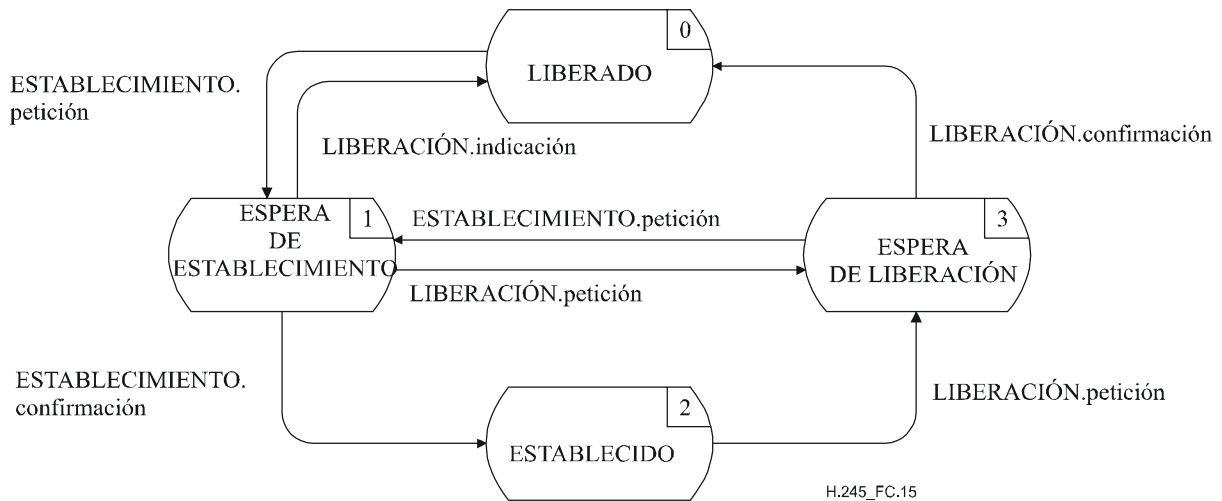 0
LIBERADO
ESTABLECIMIENTO.
petición
LIBERACIÓN.indicación
LIBERACIÓN.confirmación
1
ESPERA
DE
ESTABLECIMIENTO
ESTABLECIMIENTO.petición
LIBERACIÓN.petición
3
ESPERA
DE LIBERACIÓN
ESTABLECIMIENTO.
confirmación
2
ESTABLECIDO
LIBERACIÓN.petición
H.245_FC.15